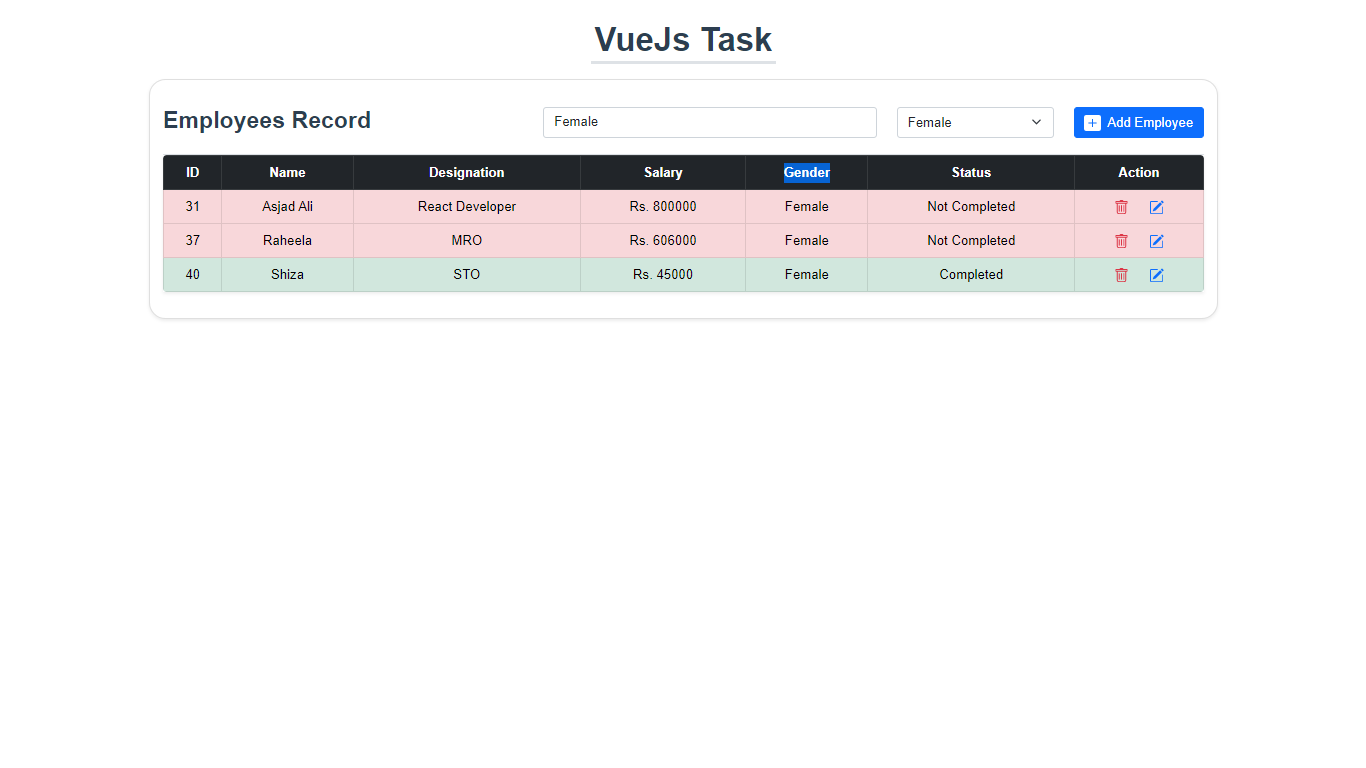 VueJs Task
Employees Record Female Female Add Employee
ID Name Designation Salary Gender Status Action
31 Asjad Ali React Developer Rs. 800000 Female Not Completed
37 Raheela MRO Rs. 606000 Female Not Completed
40 Shiza STO Rs. 45000 Female Completed